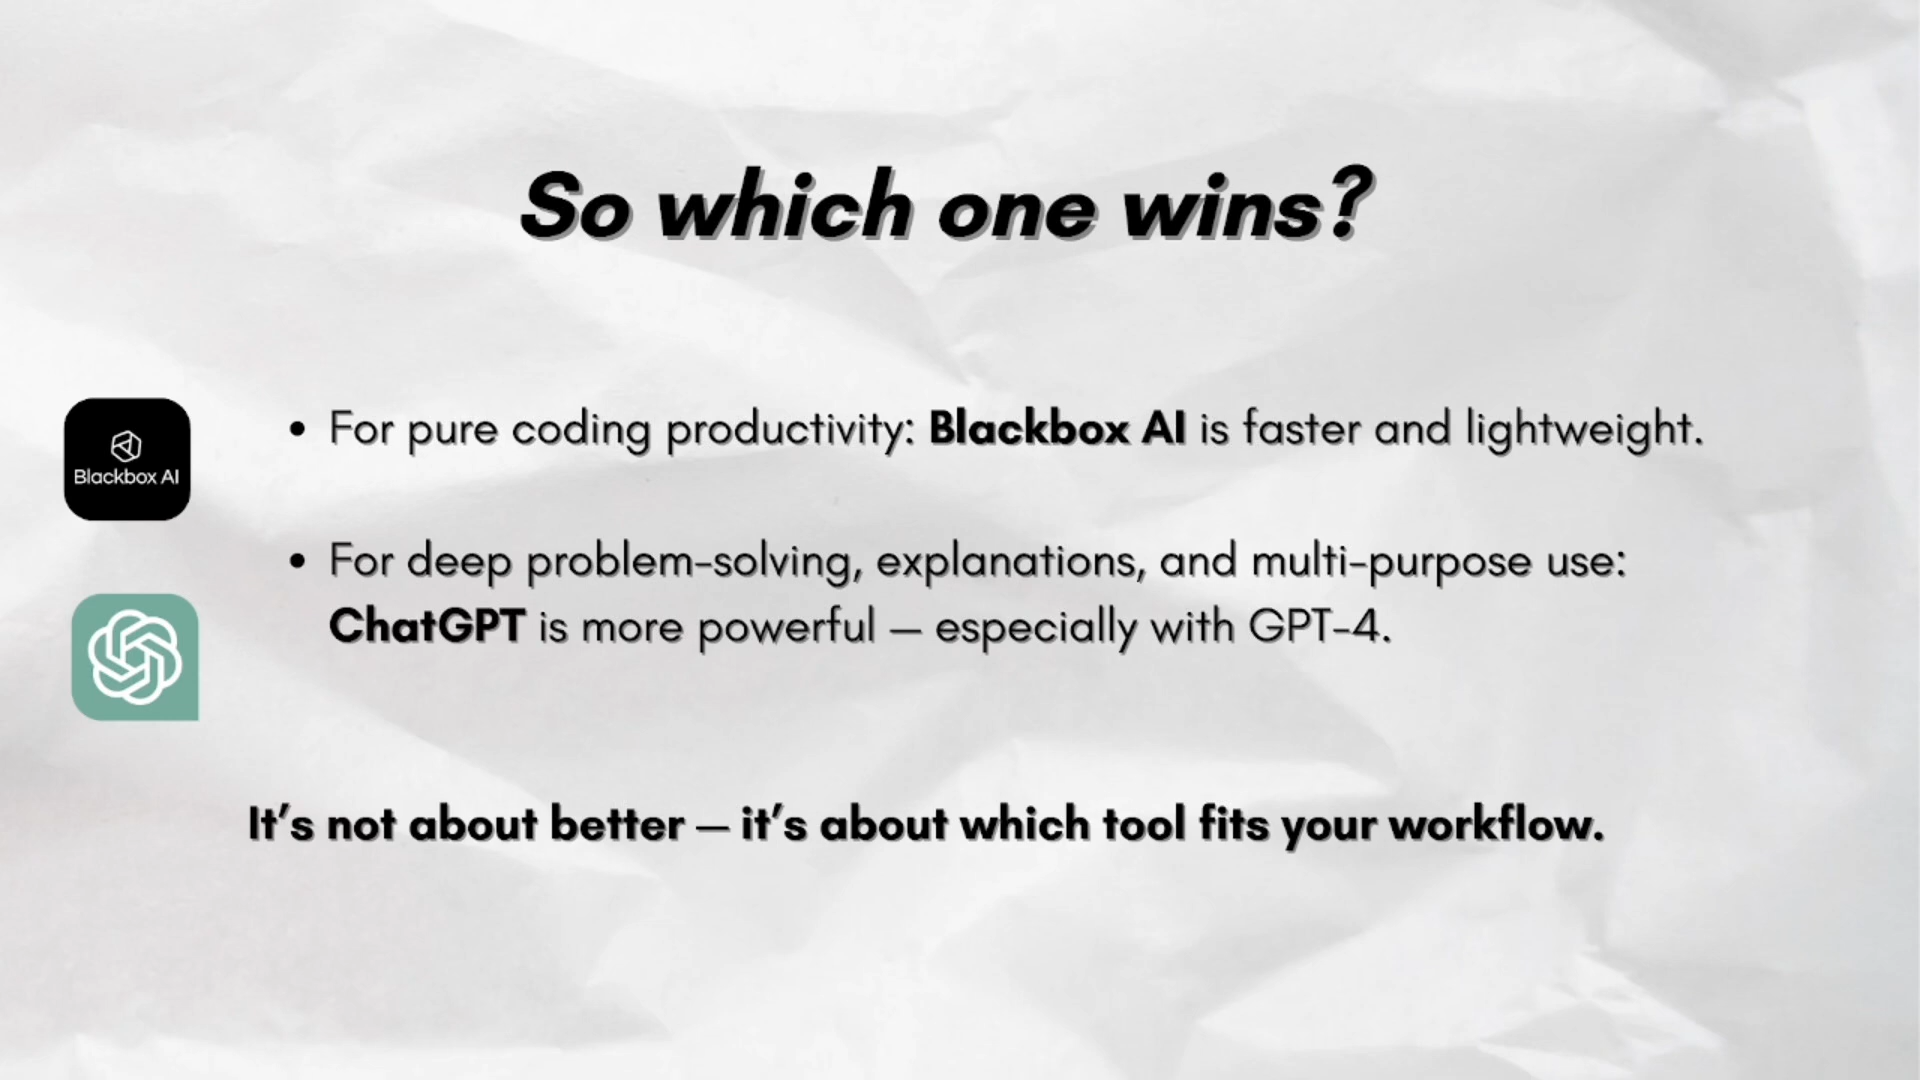 So which one wins?
Blackbox AI
• For pure coding productivity: Blackbox AI is faster and lightweight.
• For deep problem-solving, explanations, and multi-purpose use:
ChatGPT is more powerful — especially with GPT-4.
It's not about better — it's about which tool fits your workflow.